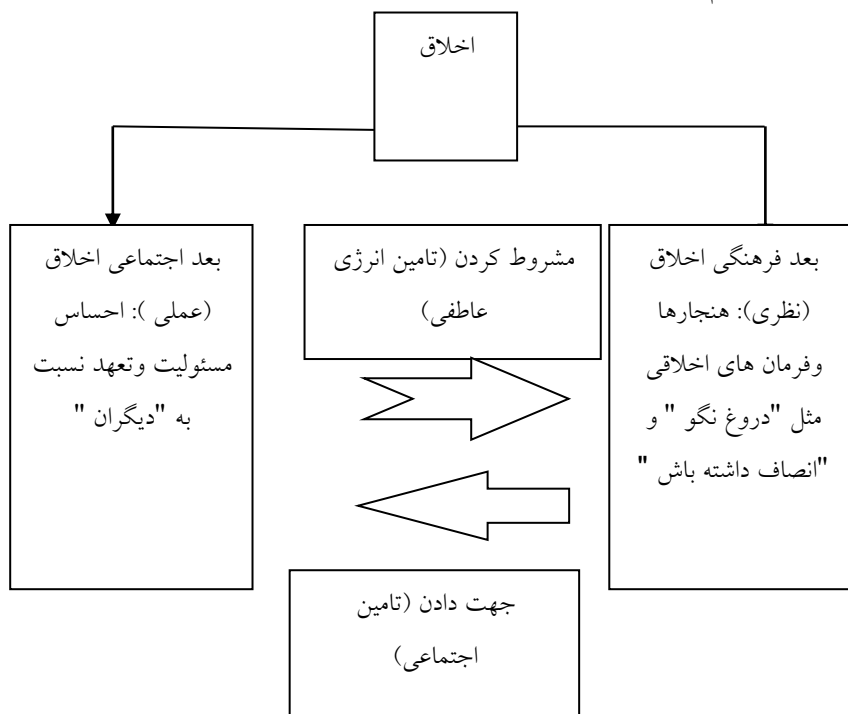 اخلاق
بعد فرهنگی اخلاق
(نظری): هنجارها
وفرمان های اخلاقی
مثل "دروغ نگو " و
"انصاف داشته باش "
مشروط کردن (تامین انرژی
عاطفی)
بعد اجتماعی اخلاق
(عملی ): احساس
مسئولیت وتعهد نسبت
به "دیگران "
جهت دادن (تامین
اجتماعی)